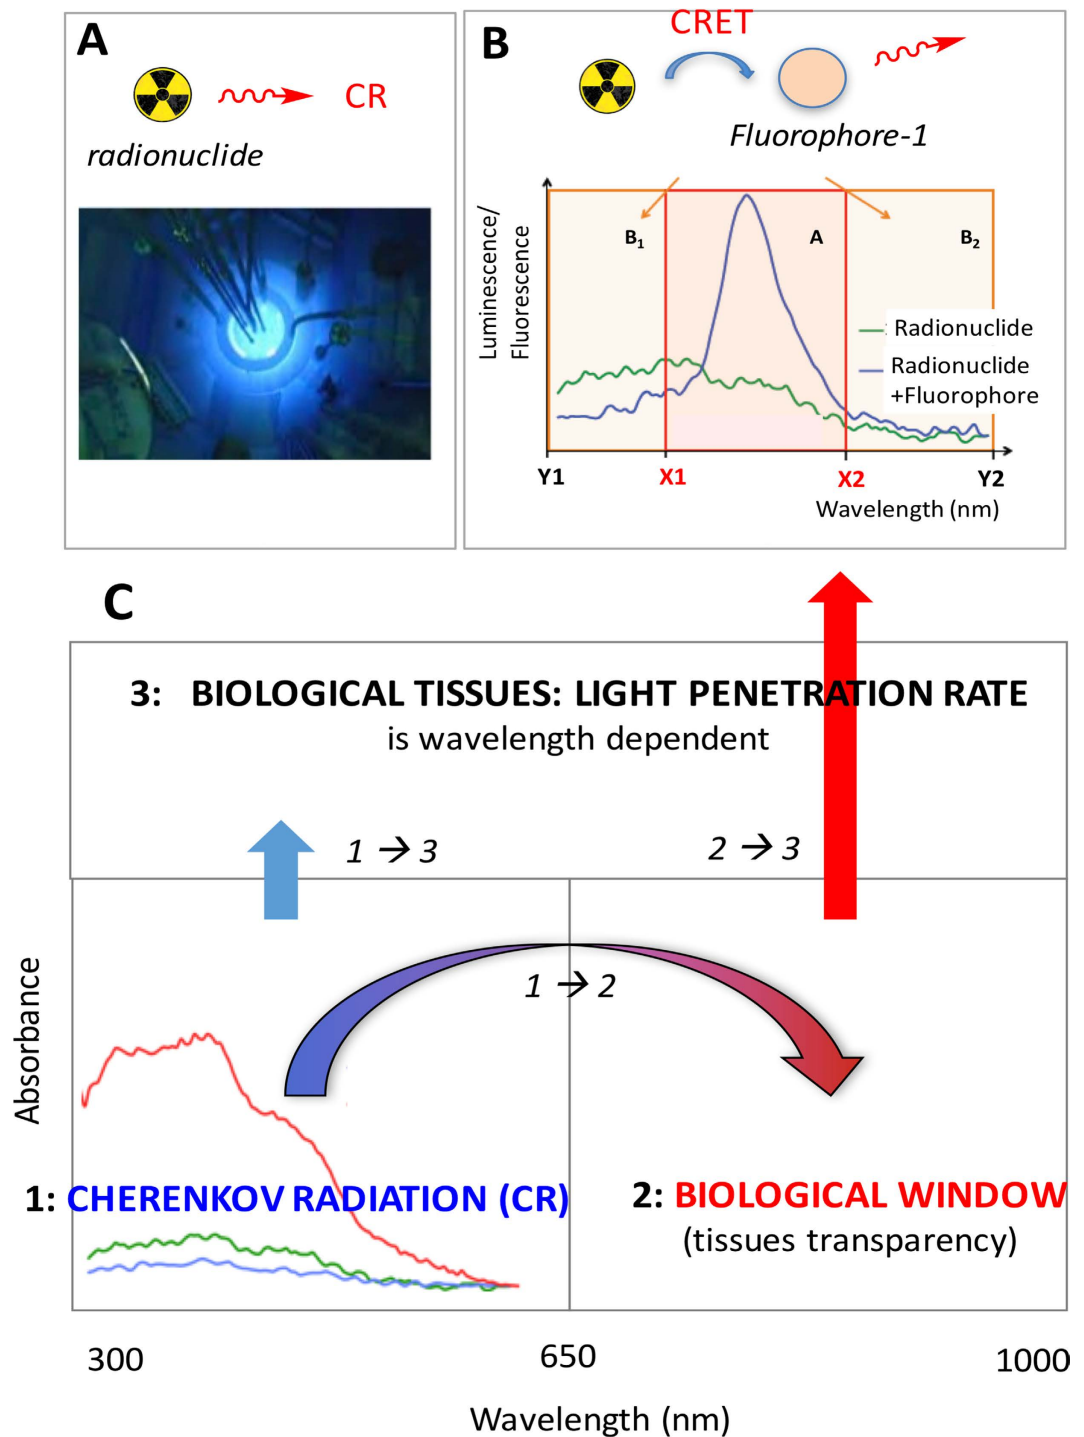 A
CR
radionuclide
B
CRET
Fluorophore-1
Luminescence/
Fluorescence
B1
A
B2
Radionuclide
Radionuclide
+Fluorophore
Y1
X1
X2
Y2
Wavelength (nm)
C
3: BIOLOGICAL TISSUES: LIGHT PENETRATION RATE
is wavelength dependent
1 → 3
2 → 3
1 → 2
Absorbance
1: CHERENKOV RADIATION (CR)
2: BIOLOGICAL WINDOW
(tissues transparency)
300
650
1000
Wavelength (nm)